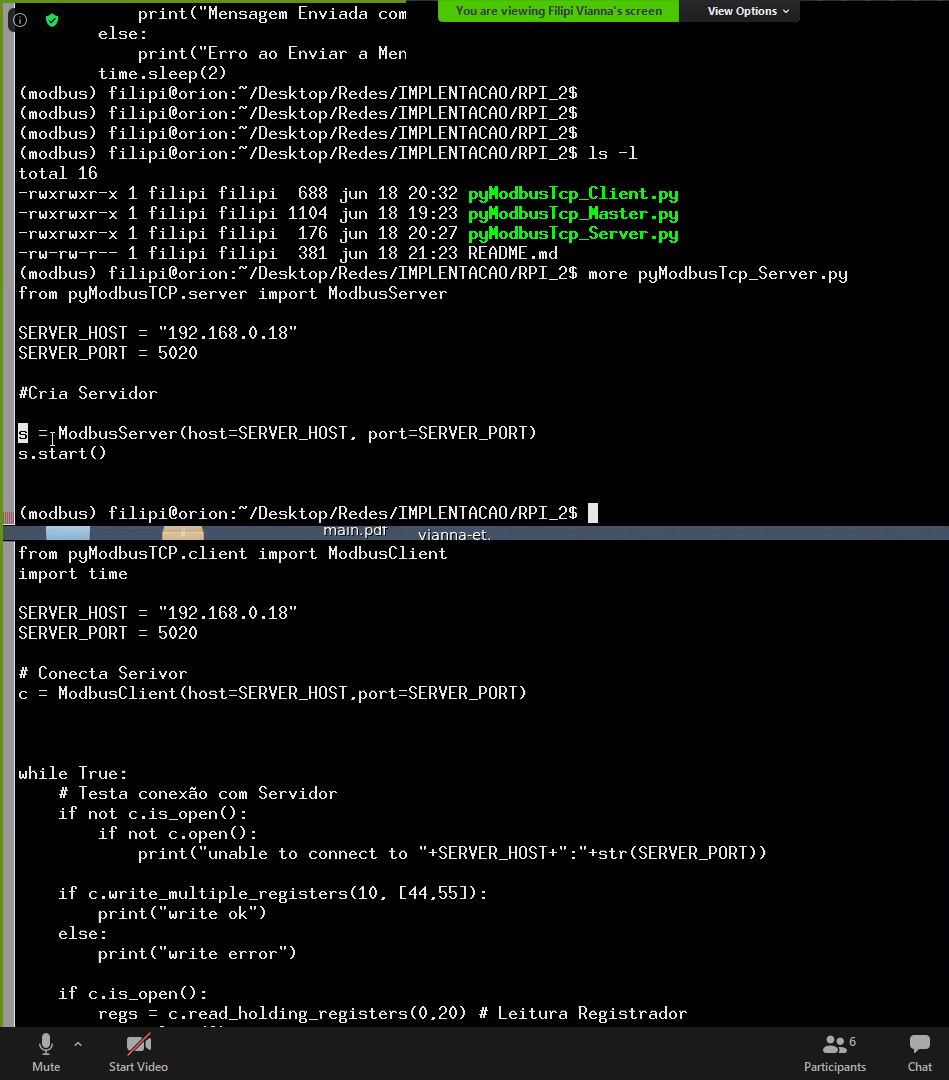 You are viewing Filipi Vianna's screen
View Options
print("Mensagem Enviada com
else:
print("Erro ao Enviar a Men
time.sleep(2)
(modbus) filipi@orion:~/Desktop/Redes/IMPLENTACAO/RPI_2$
(modbus) filipi@orion:~/Desktop/Redes/IMPLENTACAO/RPI_2$
(modbus) filipi@orion:~/Desktop/Redes/IMPLENTACAO/RPI_2$
(modbus) filipi@orion:~/Desktop/Redes/IMPLENTACAO/RPI_2$ ls -l
total 16
-rwxrwxr-x 1 filipi filipi  688 jun 18 20:32 pyModbusTcp_Client.py
-rwxrwxr-x 1 filipi filipi 1104 jun 18 19:23 pyModbusTcp_Master.py
-rwxrwxr-x 1 filipi filipi  176 jun 18 20:27 pyModbusTcp_Server.py
-rw-rw-r-- 1 filipi filipi  381 jun 18 21:23 README.md
(modbus) filipi@orion:~/Desktop/Redes/IMPLENTACAO/RPI_2$ more pyModbusTcp_Server.py
from pyModbusTCP.server import ModbusServer
SERVER_HOST = "192.168.0.18"
SERVER_PORT = 5020
#Cria Servidor
s = ModbusServer(host=SERVER_HOST, port=SERVER_PORT)
s.start()
(modbus) filipi@orion:~/Desktop/Redes/IMPLENTACAO/RPI_2$
main.pdf
vianna-et.
from pyModbusTCP.client import ModbusClient
import time
SERVER_HOST = "192.168.0.18"
SERVER_PORT = 5020
# Conecta Serivor
c = ModbusClient(host=SERVER_HOST,port=SERVER_PORT)
while True:
# Testa conexão com Servidor
if not c.is_open():
if not c.open():
print("unable to connect to "+SERVER_HOST+":"+str(SERVER_PORT))
if c.write_multiple_registers(10, [44,55]):
print("write ok")
else:
print("write error")
if c.is_open():
regs = c.read_holding_registers(0,20) # Leitura Registrador
Mute
Start Video
6
Participants
Chat